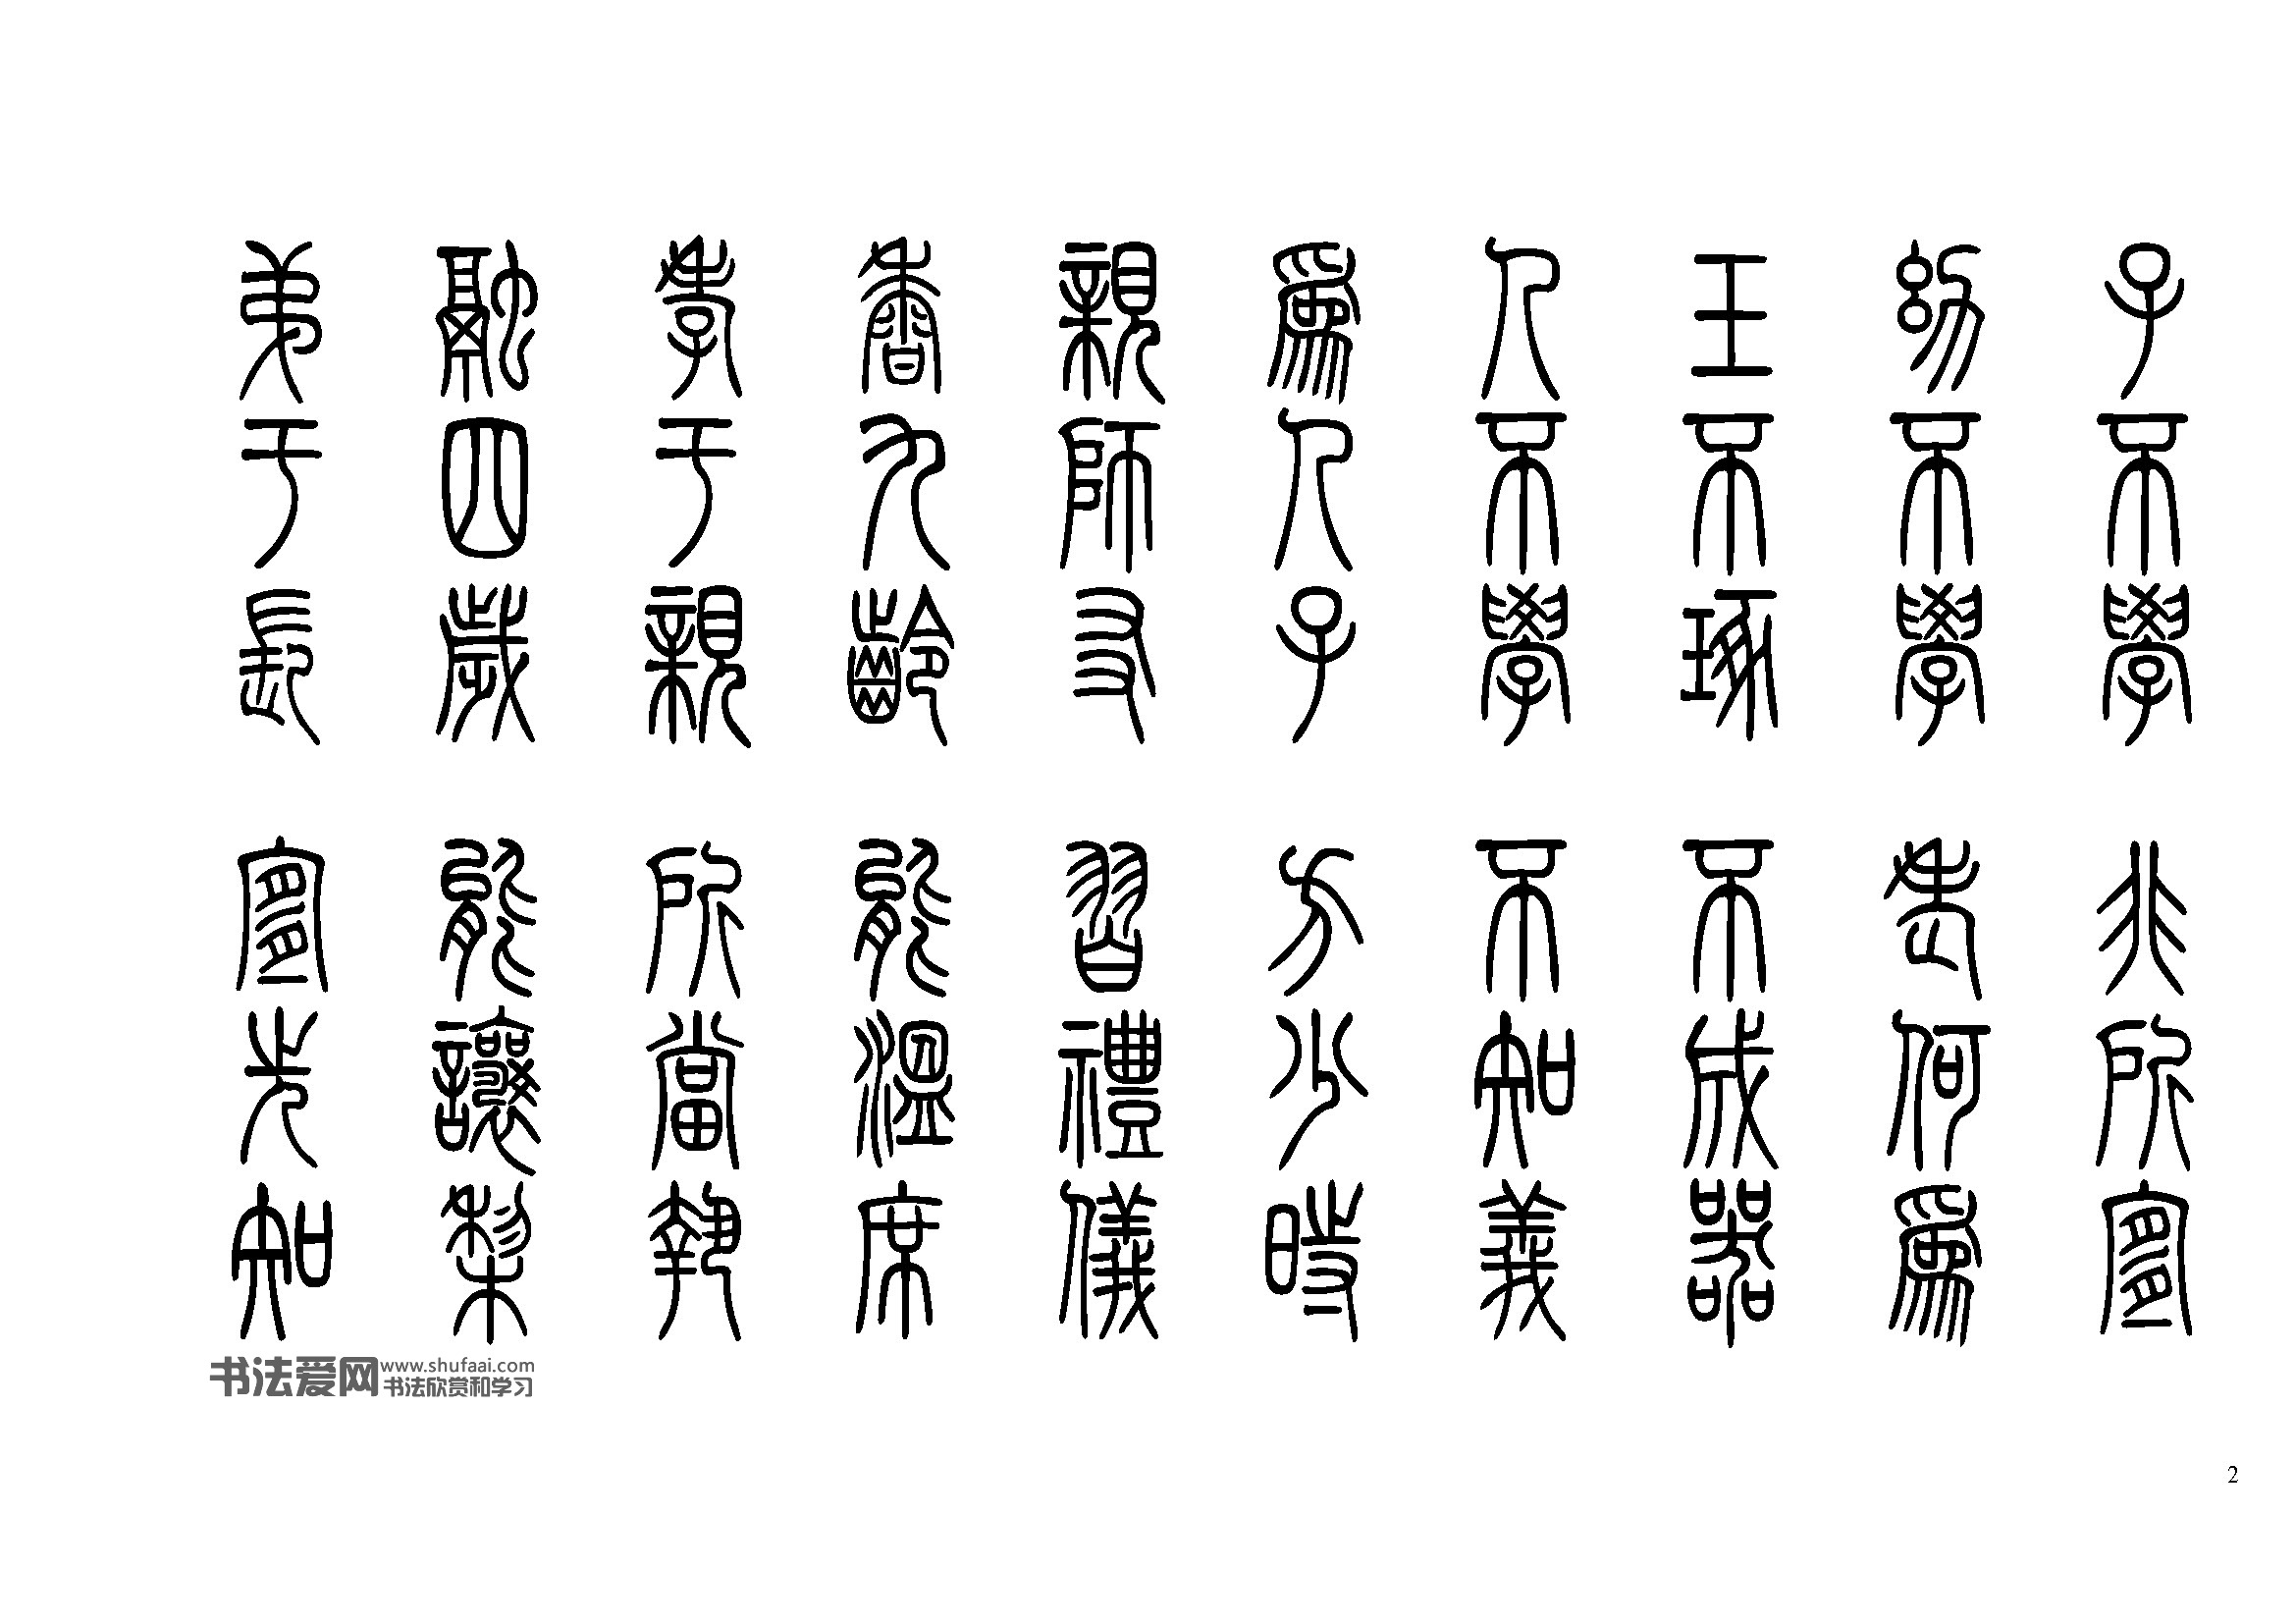 子不學 非所宜
幼不學 老何爲
玉不琢 不成器
人不學 不知義
爲人子 方少時
親師友 習禮儀
香九齡 能溫席
孝于親 所當執
融四歲 能讓梨
弟于長 宜先知
书法爱网 www.shufaai.com
书法欣赏和学习
2